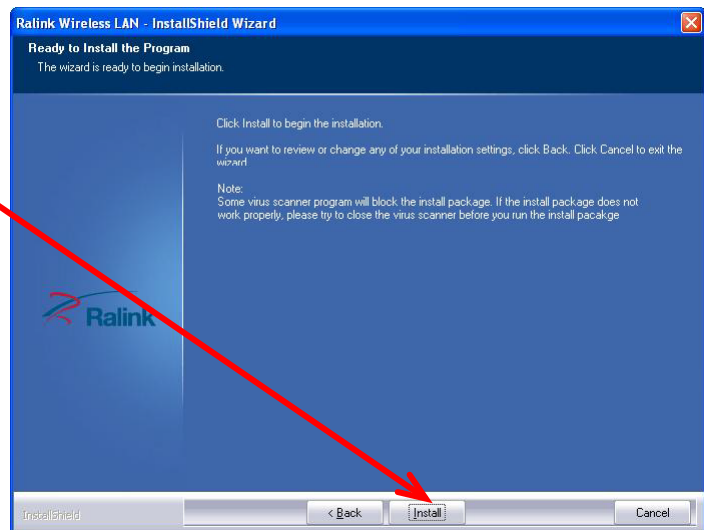 Ralink Wireless LAN - InstallShield Wizard
Ready to Install the Program
The wizard is ready to begin installation.
Click Install to begin the installation.
If you want to review or change any of your installation settings, click Back. Click Cancel to exit the
wizard
Note:
Some virus scanner program will block the install package. If the install package does not
work properly, please try to close the virus scanner before you run the install pacakge
Ralink
InstallShield
< Back
Install
Cancel